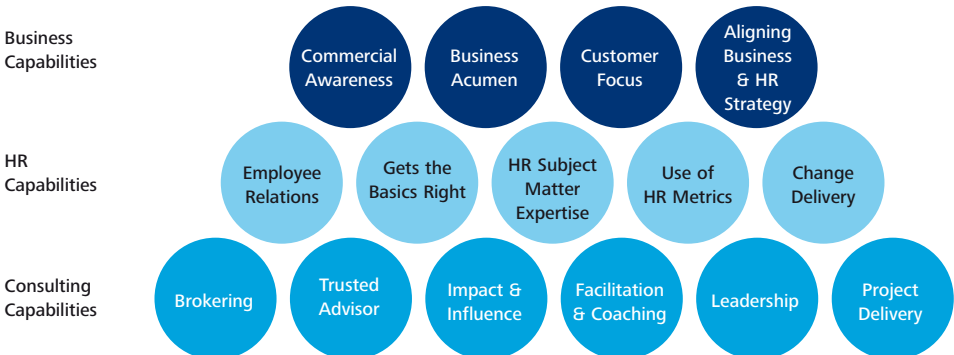 Business
Capabilities
Commercial
Awareness
Business
Acumen
Customer
Focus
Aligning
Business
& HR
Strategy
HR
Capabilities
Employee
Relations
Gets the
Basics Right
HR Subject
Matter
Expertise
Use of
HR Metrics
Change
Delivery
Consulting
Capabilities
Brokering
Trusted
Advisor
Impact &
Influence
Facilitation
& Coaching
Leadership
Project
Delivery